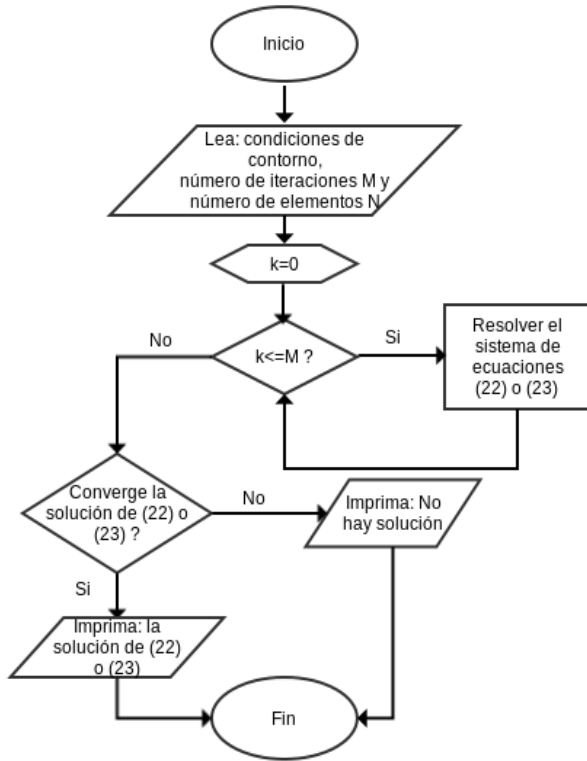 Inicio
Lea: condiciones de
contorno,
número de iteraciones M y
número de elementos N
k=0
No
k<=M ?
Si
Resolver el
sistema de
ecuaciones
(22) o (23)
Converge la
solución de (22) o
(23) ?
No
Imprima: No
hay solución
Si
Imprima: la
solución de (22)
o (23)
Fin